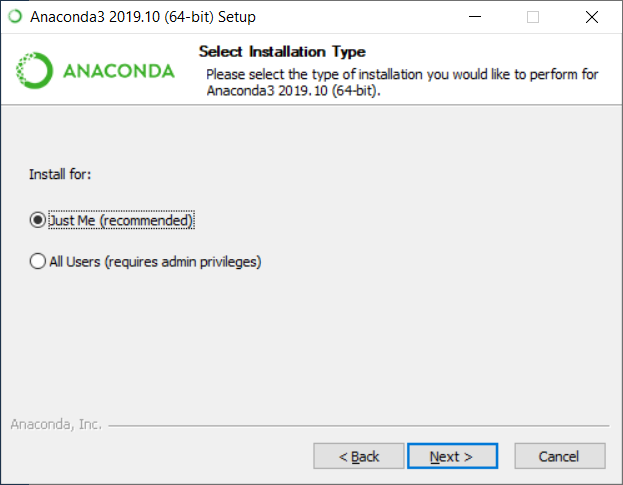 Anaconda3 2019.10 (64-bit) Setup
ANACONDA
Select Installation Type
Please select the type of installation you would like to perform for
Anaconda3 2019.10 (64-bit).
Install for:
Just Me (recommended)
All Users (requires admin privileges)
Anaconda, Inc.
< Back
Next >
Cancel